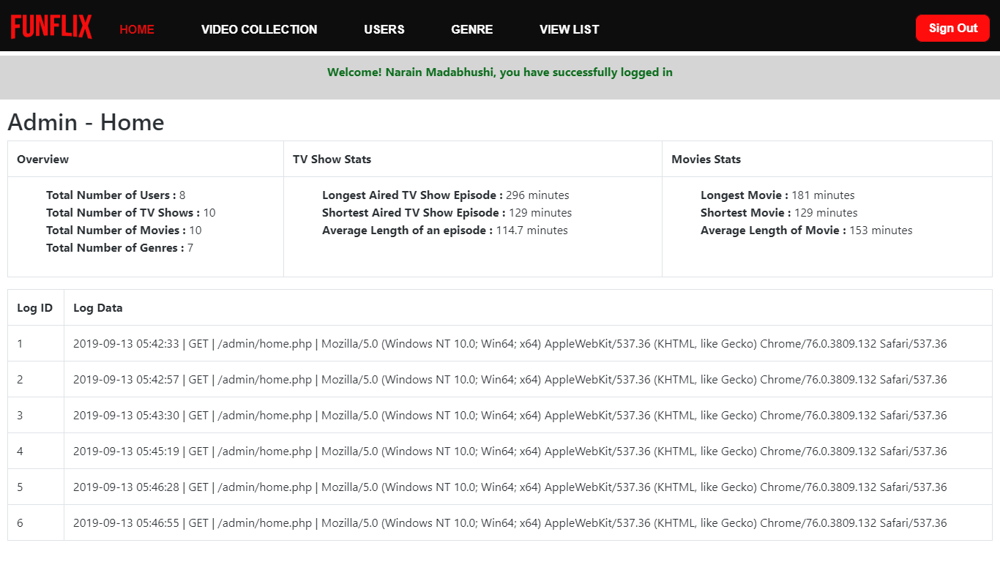 FUNFLIX HOME VIDEO COLLECTION USERS GENRE VIEW LIST Sign Out
Welcome! Narain Madabhushi, you have successfully logged in
Admin - Home
Overview
Total Number of Users : 8
Total Number of TV Shows : 10
Total Number of Movies : 10
Total Number of Genres : 7
TV Show Stats
Longest Aired TV Show Episode : 296 minutes
Shortest Aired TV Show Episode : 129 minutes
Average Length of an episode : 114.7 minutes
Movies Stats
Longest Movie : 181 minutes
Shortest Movie : 129 minutes
Average Length of Movie : 153 minutes
Log ID Log Data
1 2019-09-13 05:42:33 | GET | /admin/home.php | Mozilla/5.0 (Windows NT 10.0; Win64; x64) AppleWebKit/537.36 (KHTML, like Gecko) Chrome/76.0.3809.132 Safari/537.36
2 2019-09-13 05:42:57 | GET | /admin/home.php | Mozilla/5.0 (Windows NT 10.0; Win64; x64) AppleWebKit/537.36 (KHTML, like Gecko) Chrome/76.0.3809.132 Safari/537.36
3 2019-09-13 05:43:30 | GET | /admin/home.php | Mozilla/5.0 (Windows NT 10.0; Win64; x64) AppleWebKit/537.36 (KHTML, like Gecko) Chrome/76.0.3809.132 Safari/537.36
4 2019-09-13 05:45:19 | GET | /admin/home.php | Mozilla/5.0 (Windows NT 10.0; Win64; x64) AppleWebKit/537.36 (KHTML, like Gecko) Chrome/76.0.3809.132 Safari/537.36
5 2019-09-13 05:46:28 | GET | /admin/home.php | Mozilla/5.0 (Windows NT 10.0; Win64; x64) AppleWebKit/537.36 (KHTML, like Gecko) Chrome/76.0.3809.132 Safari/537.36
6 2019-09-13 05:46:55 | GET | /admin/home.php | Mozilla/5.0 (Windows NT 10.0; Win64; x64) AppleWebKit/537.36 (KHTML, like Gecko) Chrome/76.0.3809.132 Safari/537.36